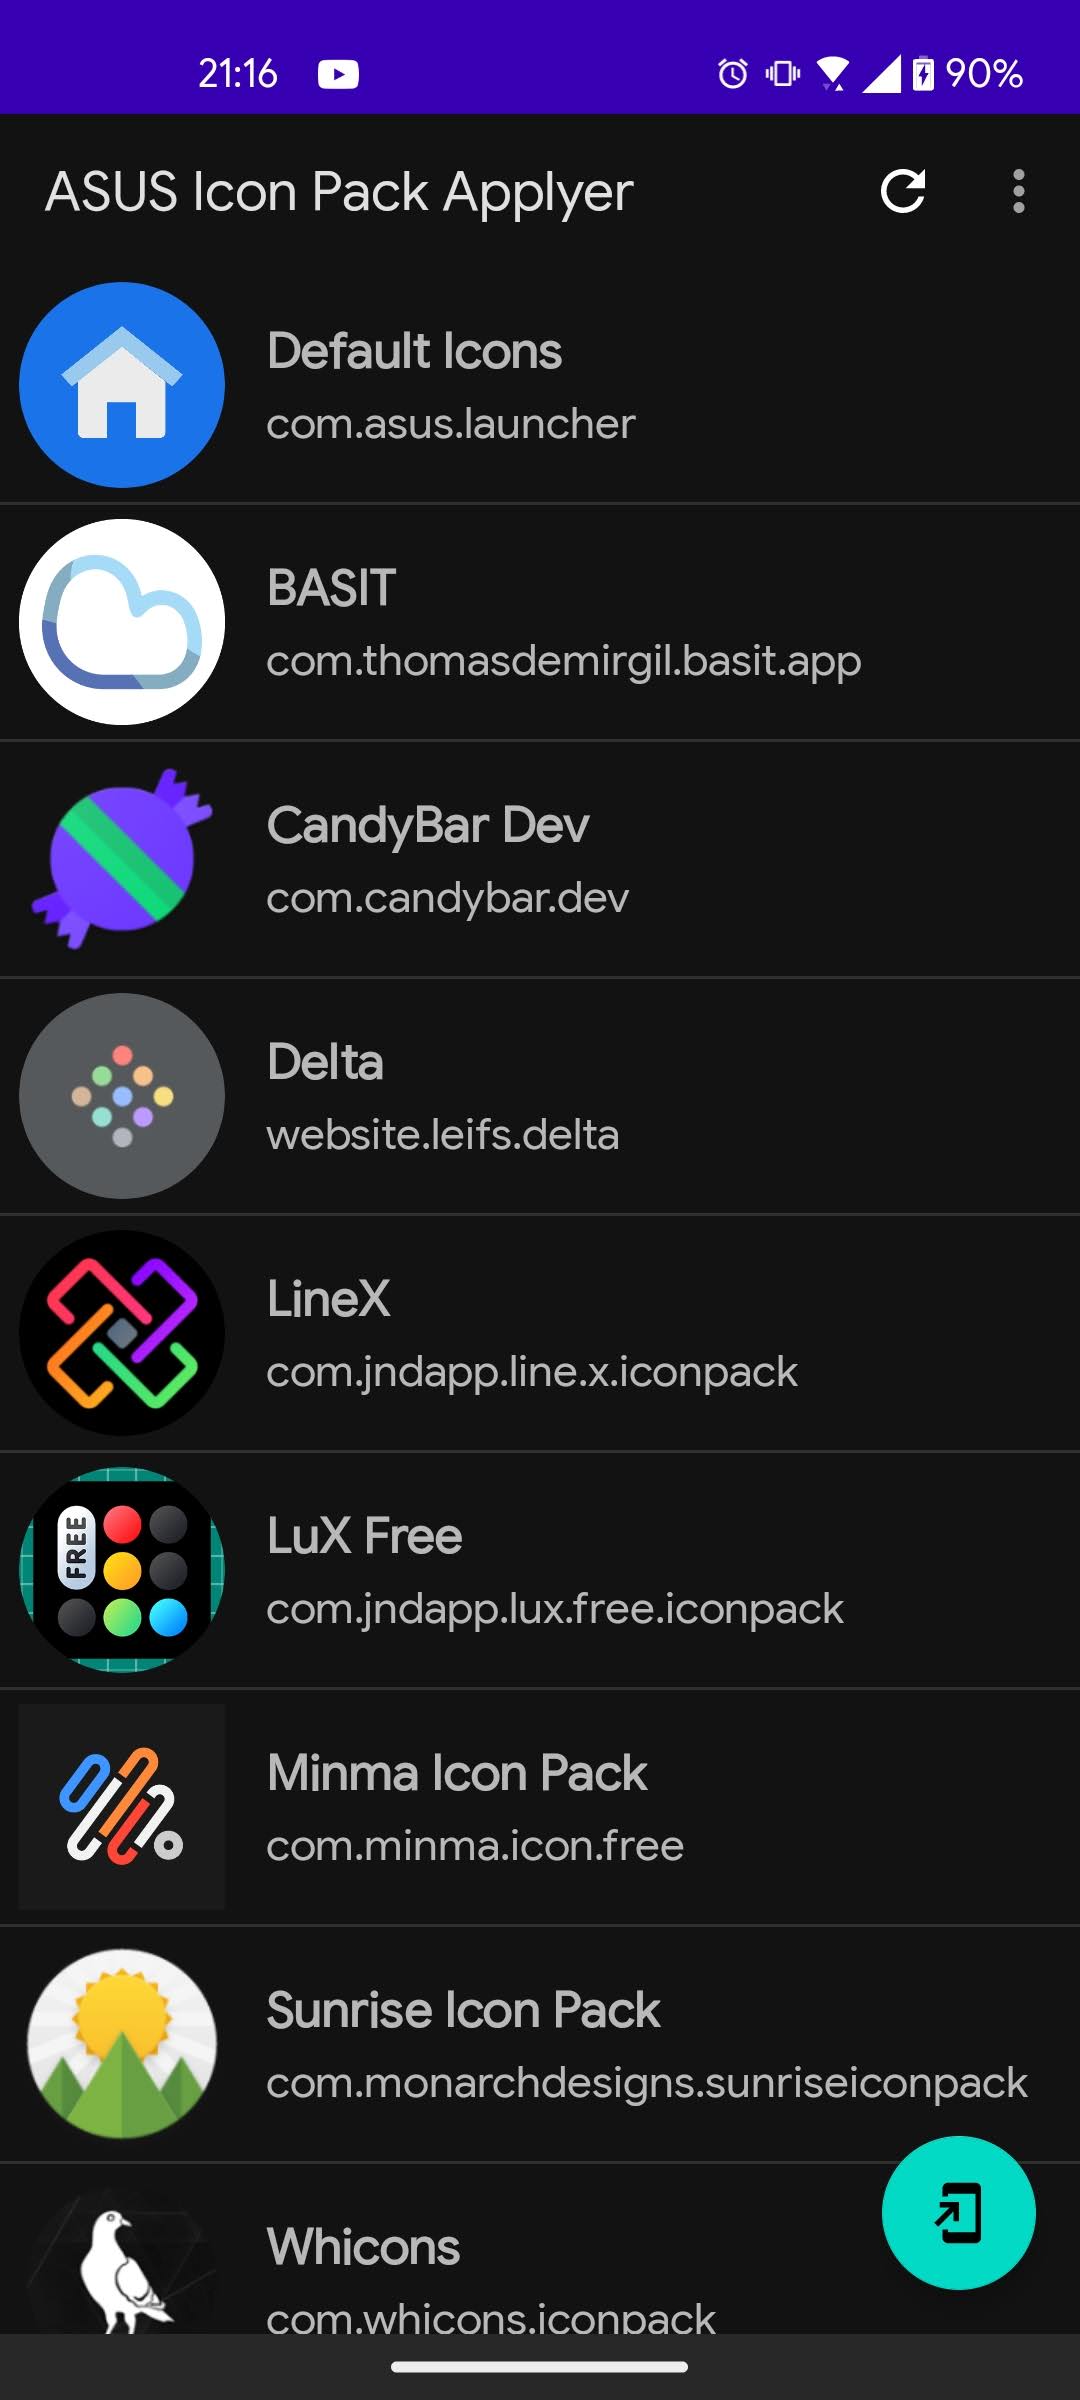 21:16
90%
ASUS Icon Pack Applyer
Default Icons
com.asus.launcher
BASIT
com.thomasdemirgil.basit.app
CandyBar Dev
com.candybar.dev
Delta
website.leifs.delta
LineX
com.jndapp.line.x.iconpack
FREE
LuX Free
com.jndapp.lux.free.iconpack
Minma Icon Pack
com.minma.icon.free
Sunrise Icon Pack
com.monarchdesigns.sunriseiconpack
Whicons
com.whicons.iconpack